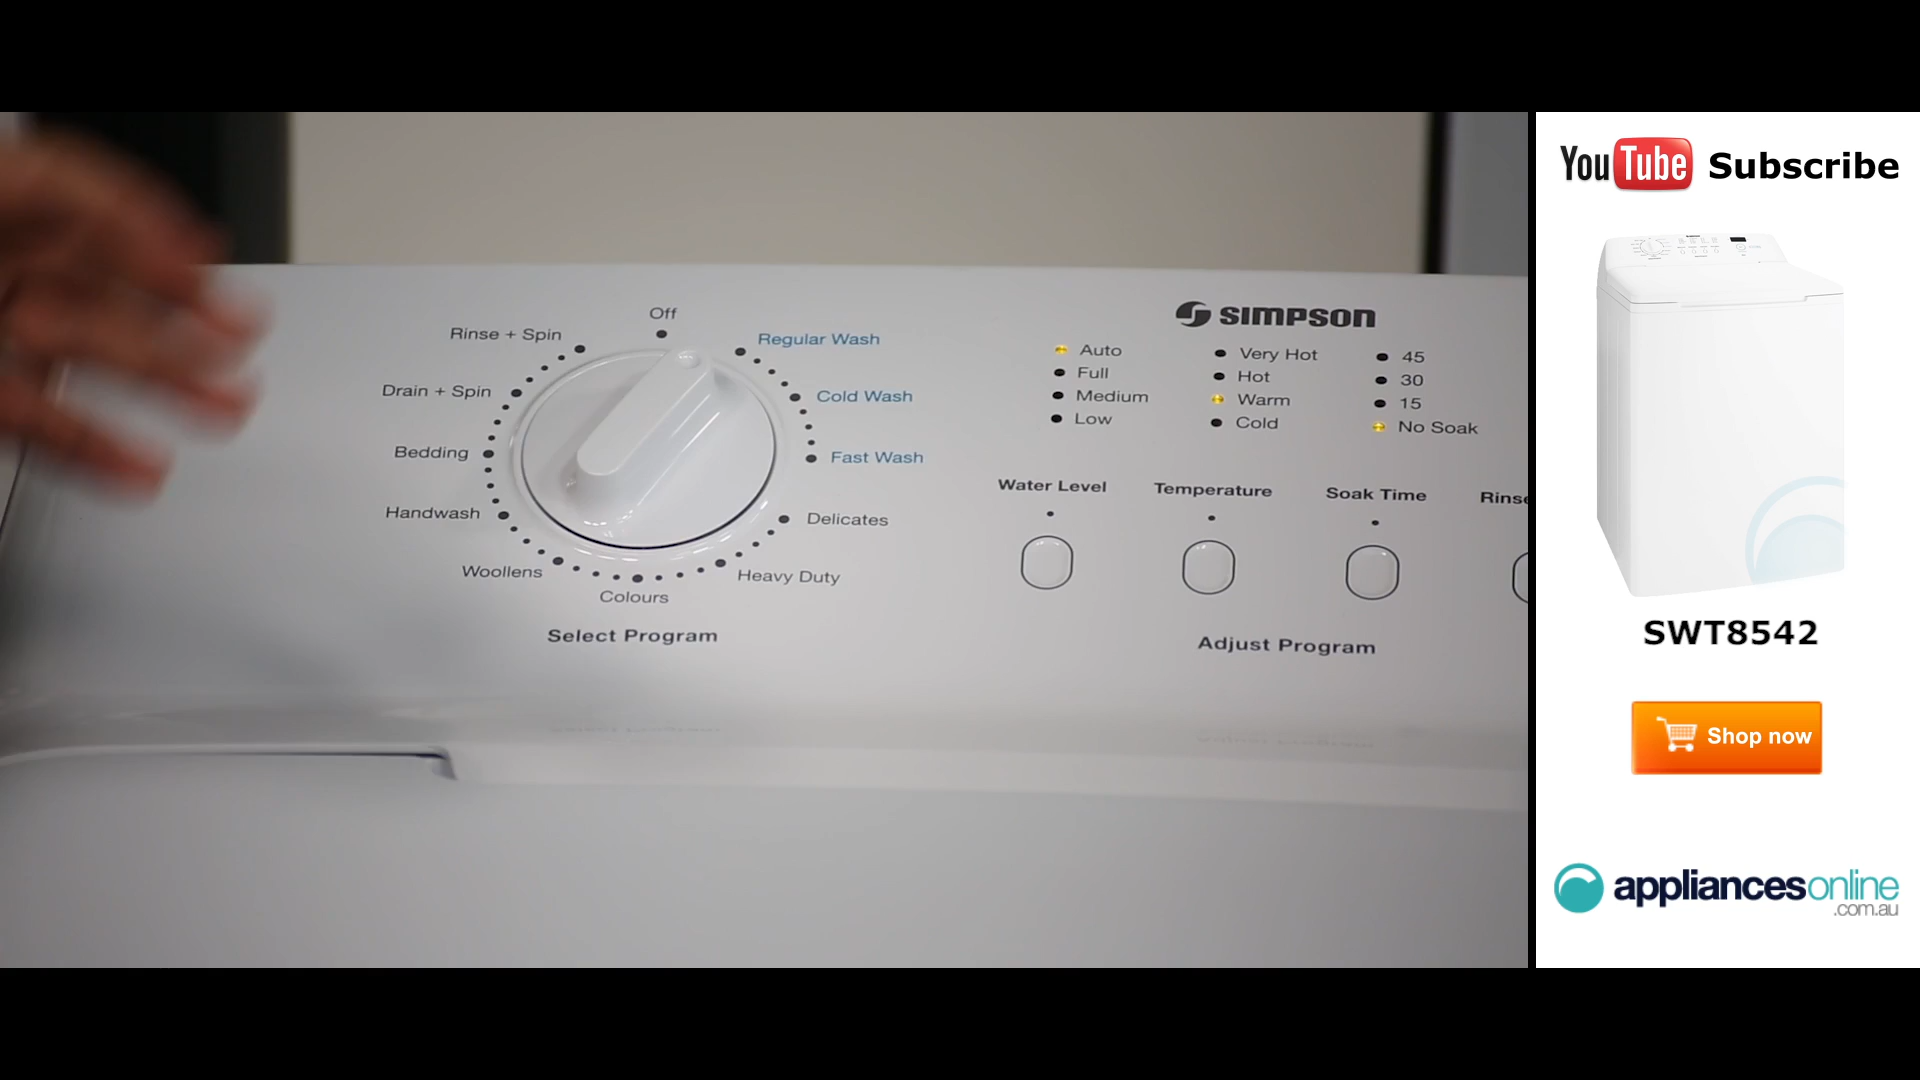 Off
Rinse + Spin
Regular Wash
Drain + Spin
Cold Wash
Bedding
Fast Wash
Handwash
Delicates
Woollens
Heavy Duty
Colours
Select Program
SIMPSON
Auto
Full
Medium
Low
Very Hot
Hot
Warm
Cold
45
30
15
No Soak
Water Level
Temperature
Soak Time
Adjust Program
YouTube Subscribe
SWT8542
Shop now
appliancesonline
.com.au